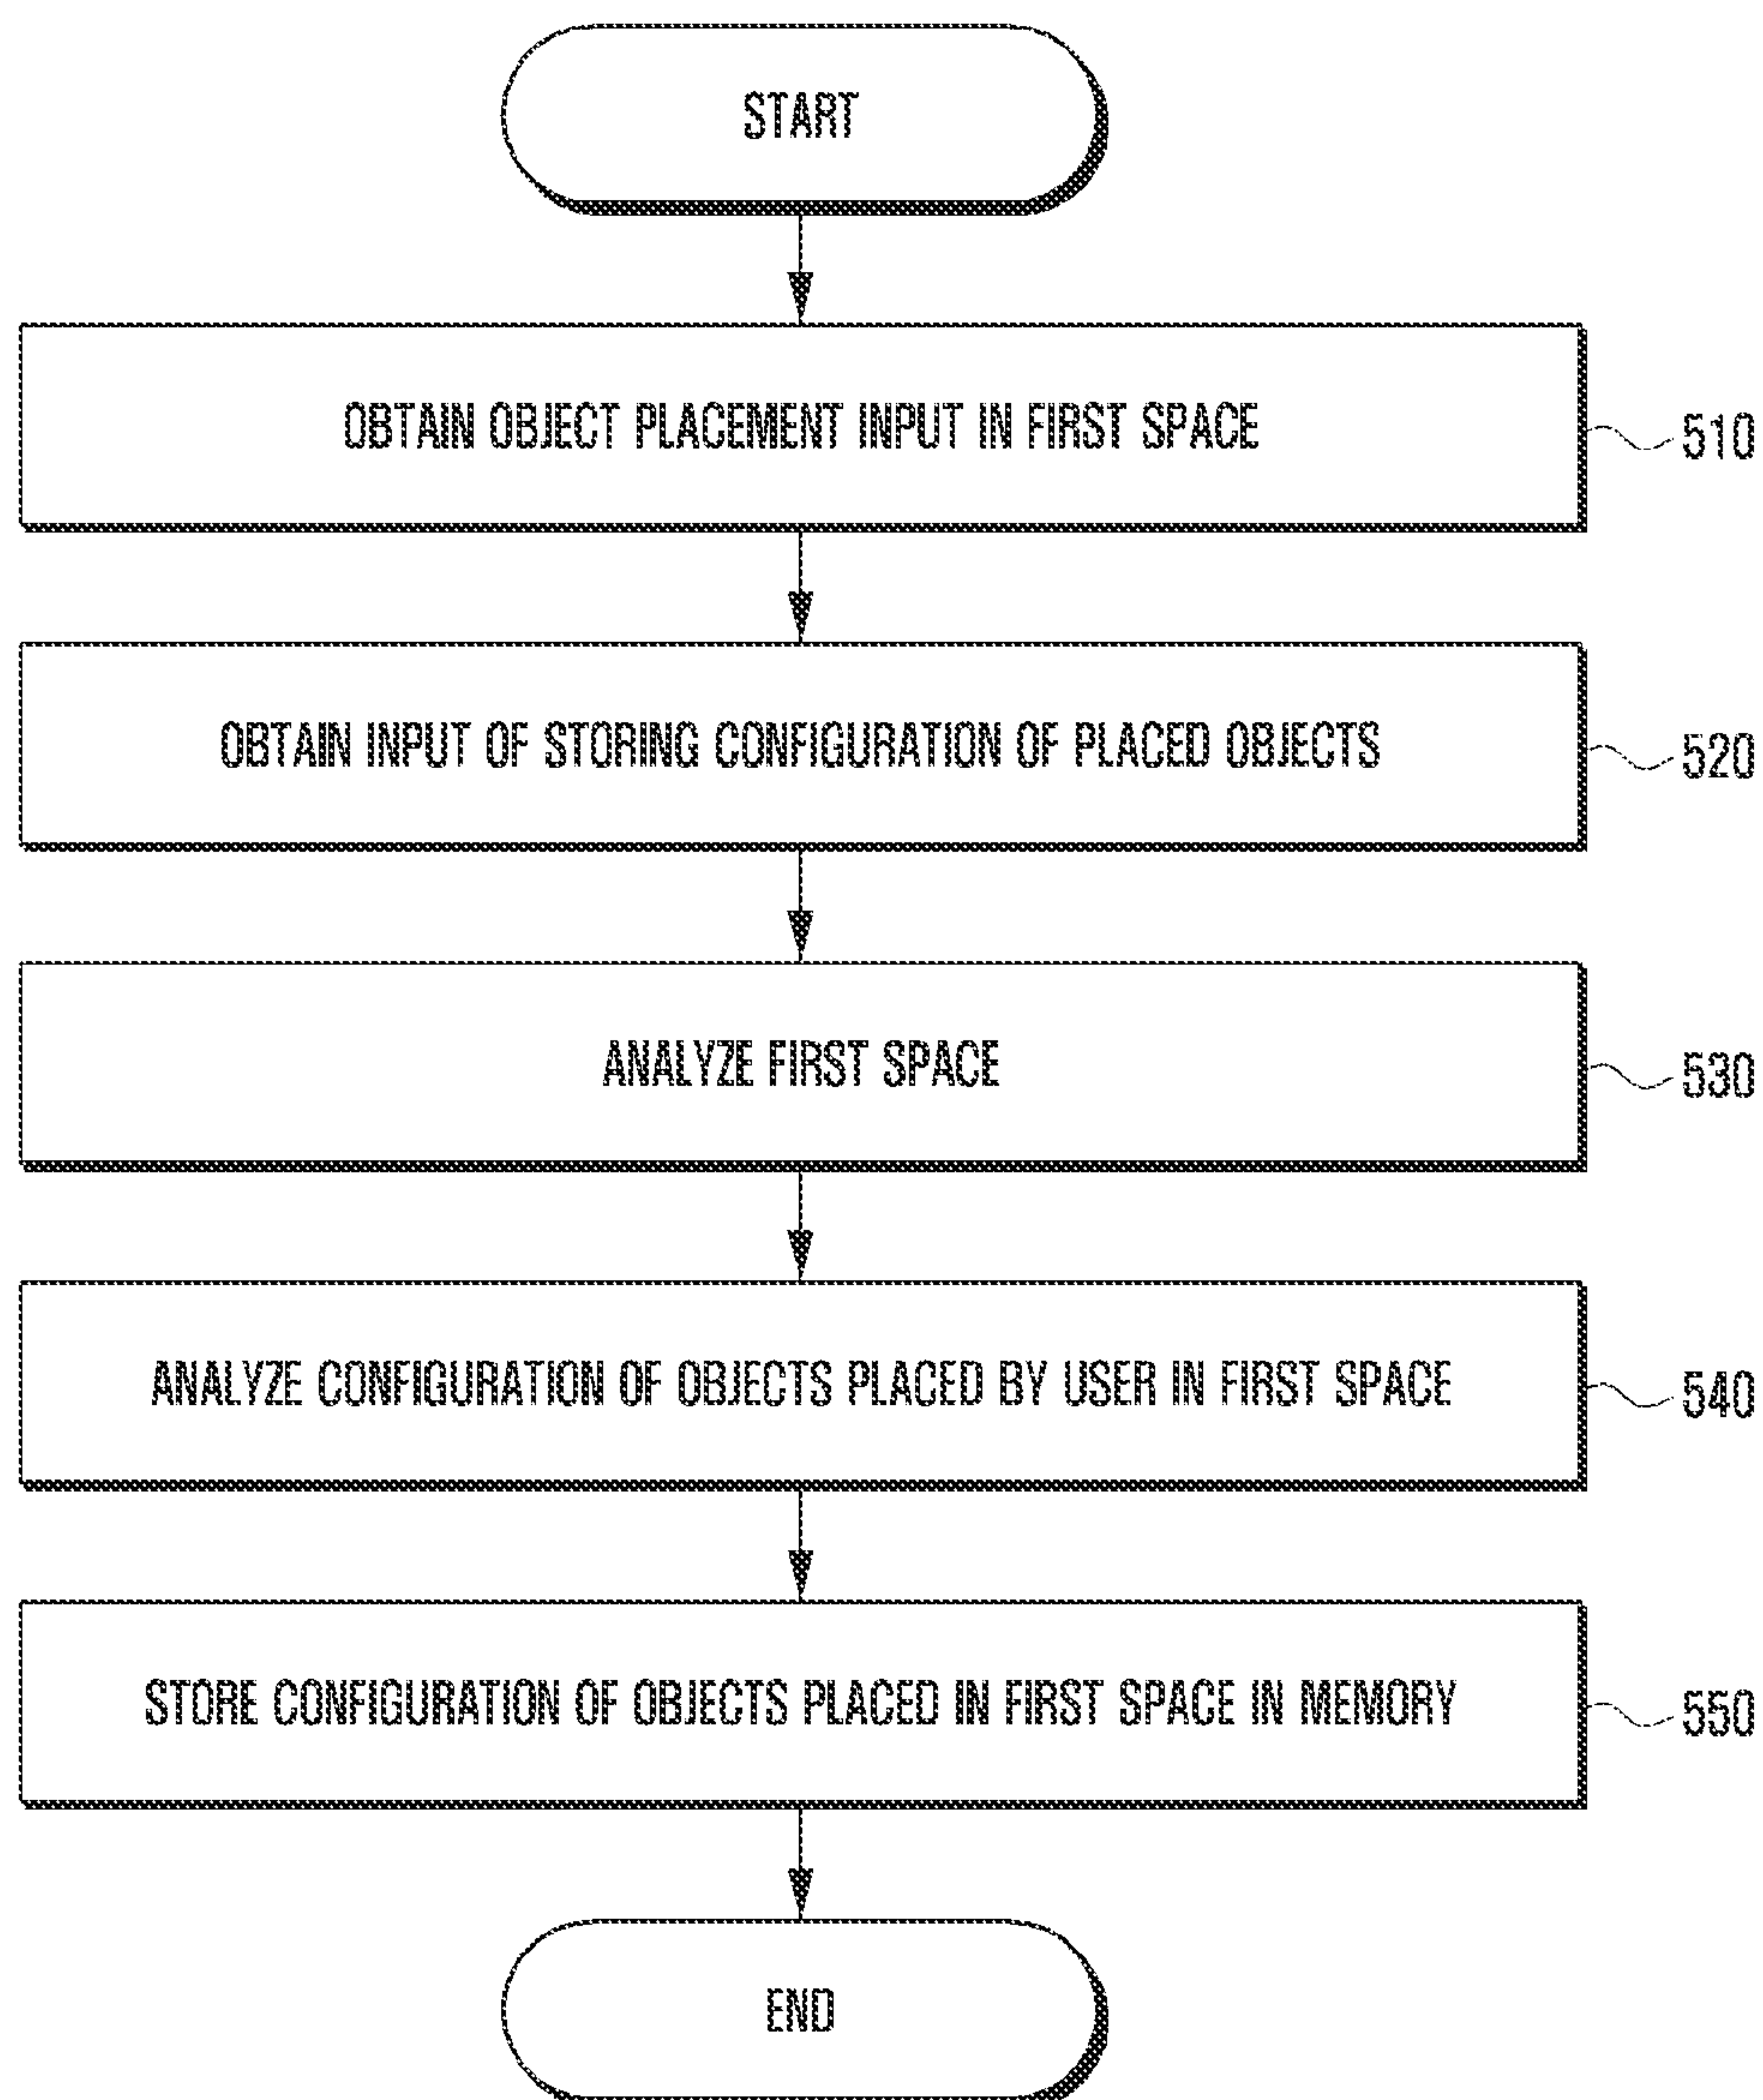 START
OBTAIN OBJECT PLACEMENT INPUT IN FIRST SPACE
510
OBTAIN INPUT OF STORING CONFIGURATION OF PLACED OBJECTS
520
ANALYZE FIRST SPACE
530
ANALYZE CONFIGURATION OF OBJECTS PLACED BY USER IN FIRST SPACE
540
STORE CONFIGURATION OF OBJECTS PLACED IN FIRST SPACE IN MEMORY
550
END